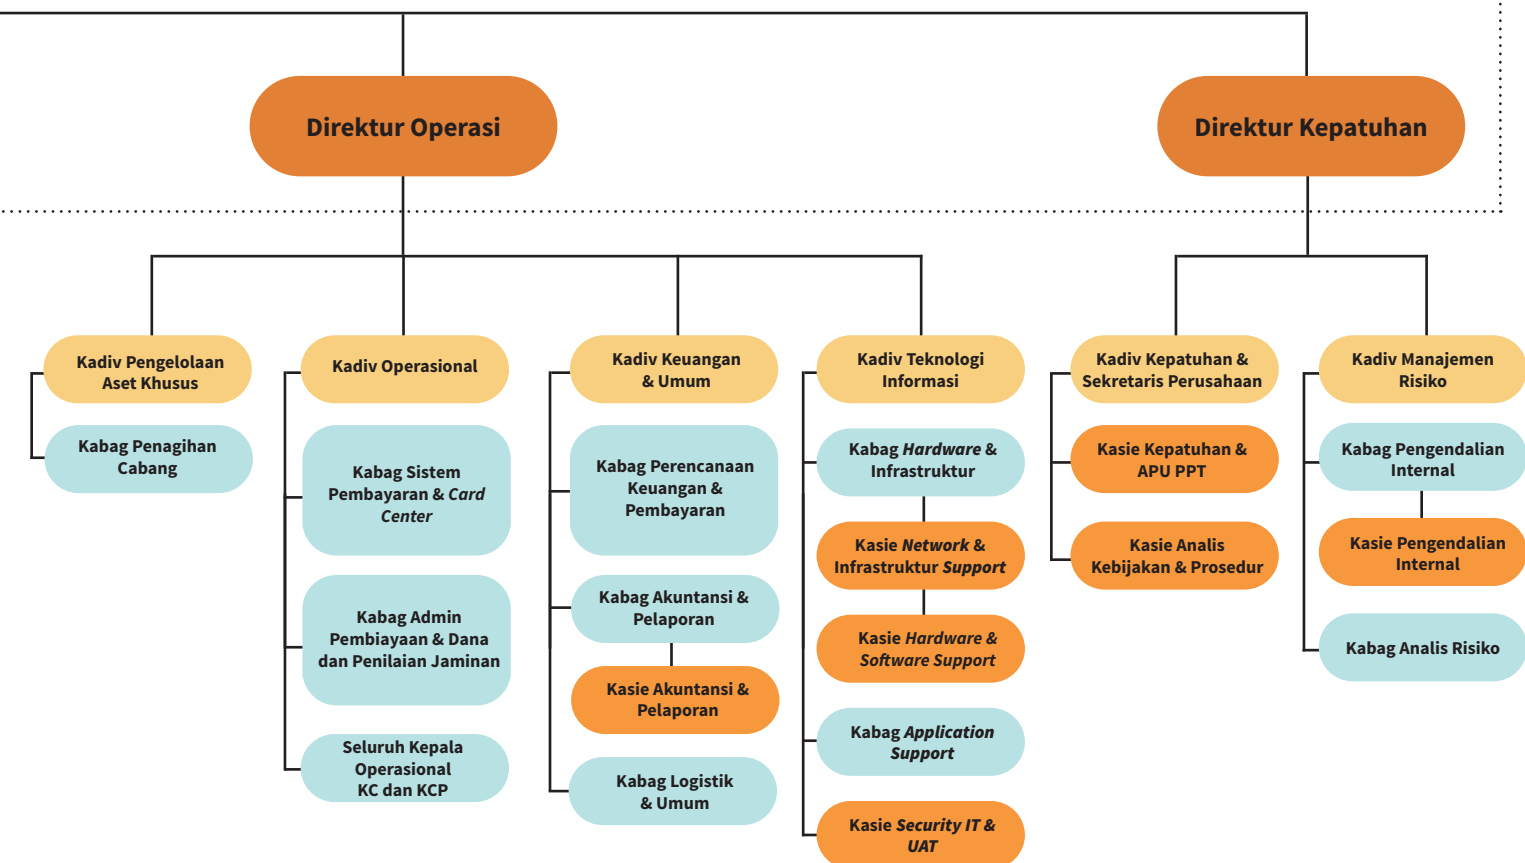 Direktur Operasi
Direktur Kepatuhan
Kadiv Pengelolaan
Aset Khusus
Kabag Penagihan
Cabang
Kadiv Operasional
Kabag Sistem
Pembayaran & Card
Center
Kabag Admin
Pembiayaan & Dana
dan Penilaian Jaminan
Seluruh Kepala
Operasional
KC dan KCP
Kadiv Keuangan
& Umum
Kabag Perencanaan
Keuangan &
Pembayaran
Kabag Akuntansi &
Pelaporan
Kasie Akuntansi &
Pelaporan
Kabag Logistik
& Umum
Kadiv Teknologi
Informasi
Kabag Hardware &
Infrastruktur
Kasie Network &
Infrastruktur Support
Kasie Hardware &
Software Support
Kabag Application
Support
Kasie Security IT &
UAT
Kadiv Kepatuhan &
Sekretaris Perusahaan
Kasie Kepatuhan &
APU PPT
Kasie Analis
Kebijakan & Prosedur
Kadiv Manajemen
Risiko
Kabag Pengendalian
Internal
Kasie Pengendalian
Internal
Kabag Analis Risiko